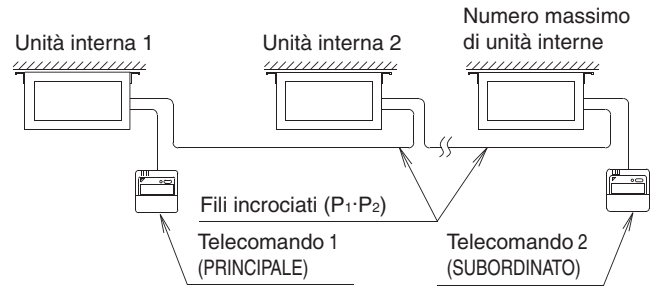 Unità interna 1
Unità interna 2
Numero massimo
di unità interne
Fili incrociati (P₁·P₂)
Telecomando 1
(PRINCIPALE)
Telecomando 2
(SUBORDINATO)